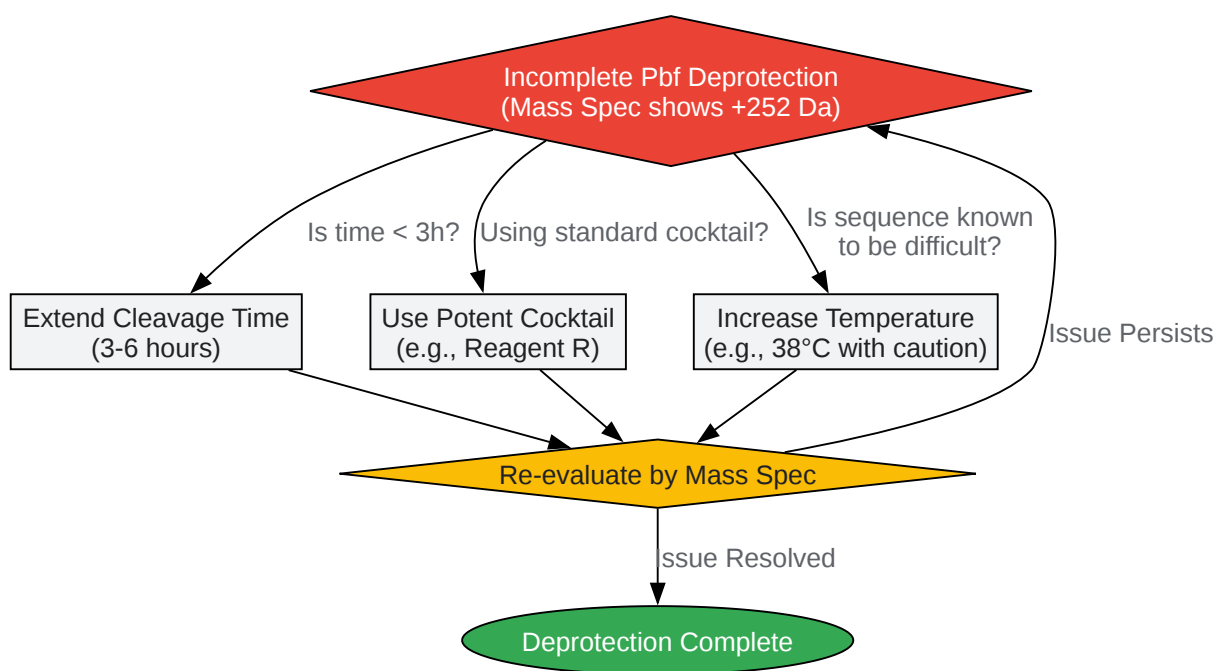 Incomplete Pbf Deprotection
(Mass Spec shows +252 Da)
Is time < 3h?
Using standard cocktail?
Is sequence known
to be difficult?
Extend Cleavage Time
(3-6 hours)
Use Potent Cocktail
(e.g., Reagent R)
Increase Temperature
(e.g., 38°C with caution)
Issue Persists
Re-evaluate by Mass Spec
Issue Resolved
Deprotection Complete